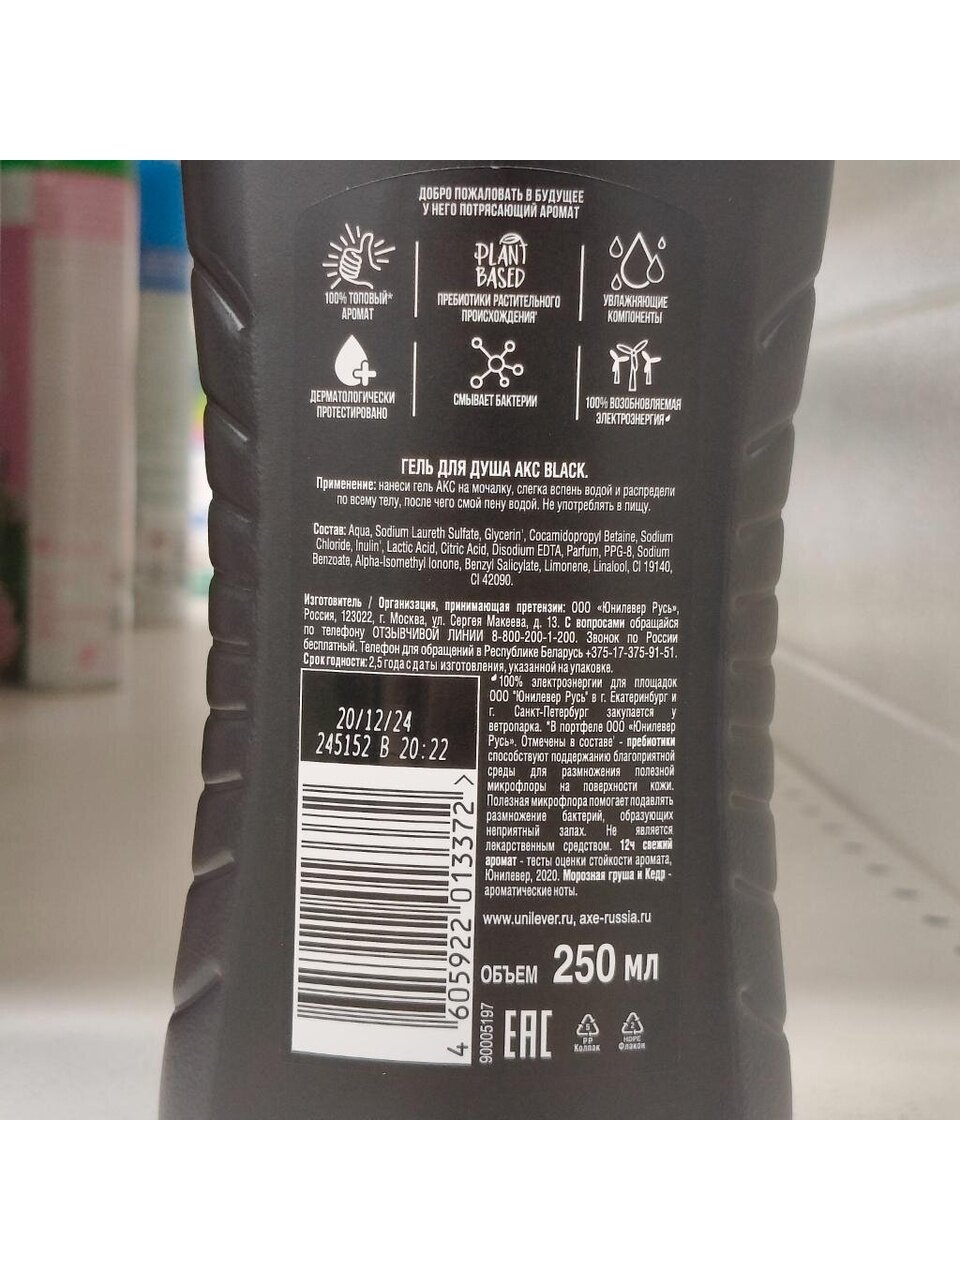 ДОБРО ПОЖАЛОВАТЬ В БУДУЩЕЕ
У НЕГО ПОТРЯСАЮЩИЙ АРОМАТ
100% ТОПОВЫЙ*
АРОМАТ
PLANT
BASED
ПРЕБИОТИКИ РАСТИТЕЛЬНОГО
ПРОИСХОЖДЕНИЯ'
УВЛАЖНЯЮЩИЕ
КОМПОНЕНТЫ
ДЕРМАТОЛОГИЧЕСКИ
ПРОТЕСТИРОВАНО
СМЫВАЕТ БАКТЕРИИ
100% ВОЗОБНОВЛЯЕМАЯ
ЭЛЕКТРОЭНЕРГИЯ
ГЕЛЬ ДЛЯ ДУША АКС BLACK.
Применение: нанеси гель АКС на мочалку, слегка вспень водой и распредели
по всему телу, после чего смой пену водой. Не употреблять в пищу.
Состав: Aqua, Sodium Laureth Sulfate, Glycerin', Cocamidopropyl Betaine, Sodium
Chloride, Inulin', Lactic Acid, Citric Acid, Disodium EDTA, Parfum, PPG-8, Sodium
Benzoate, Alpha-Isomethyl Ionone, Benzyl Salicylate, Limonene, Linalool, CI 19140,
CI 42090.
Изготовитель / Организация, принимающая претензии: ООО «Юнилевер Русь»,
Россия, 123022, г. Москва, ул. Сергея Макеева, д. 13. С вопросами обращайся
по телефону ОТЗЫВЧИВОЙ ЛИНИИ 8-800-200-1-200. Звонок по России
бесплатный. Телефон для обращений в Республике Беларусь +375-17-375-91-51.
Срок годности: 2,5 года с даты изготовления, указанной на упаковке.
100% электроэнергии для площадок
ООО "Юнилевер Русь" в г. Екатеринбург и
г. Санкт-Петербург закупается у
ветропарка. *В портфеле ООО «Юнилевер
Русь». Отмечены в составе' - пребиотики
способствуют поддержанию благоприятной
среды для размножения полезной
микрофлоры на поверхности кожи.
Полезная микрофлора помогает подавлять
размножение бактерий, образующих
неприятный запах. Не является
лекарственным средством. 12ч свежий
аромат - тесты оценки стойкости аромата,
Юнилевер, 2020. Морозная груша и Кедр -
ароматические ноты.
20/12/24
245152 В 20:22
4 605922 013372 >
www.unilever.ru, axe-russia.ru
ОБЪЕМ 250 МЛ
90005197
EAC
5
PP
Колпак
2
HDPE
Флакон